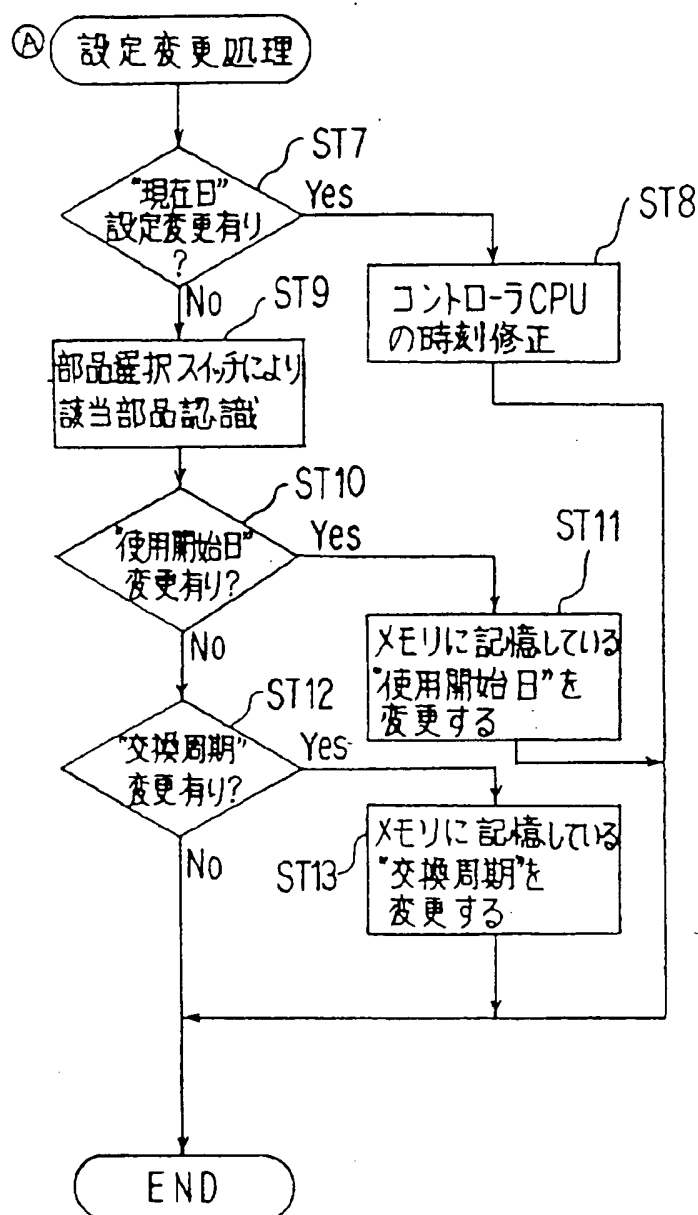 Ⓐ 設定変更処理
ST7
"現在日"
設定変更有り
?
Yes
ST8
コントローラCPU
の時刻修正
No
ST9
部品選択スイッチにより
該当部品認識
ST10
"使用開始日"
変更有り?
Yes
ST11
メモリに記憶している
"使用開始日"を
変更する
No
ST12
"交換周期"
変更有り?
Yes
ST13
メモリに記憶している
"交換周期"を
変更する
No
END